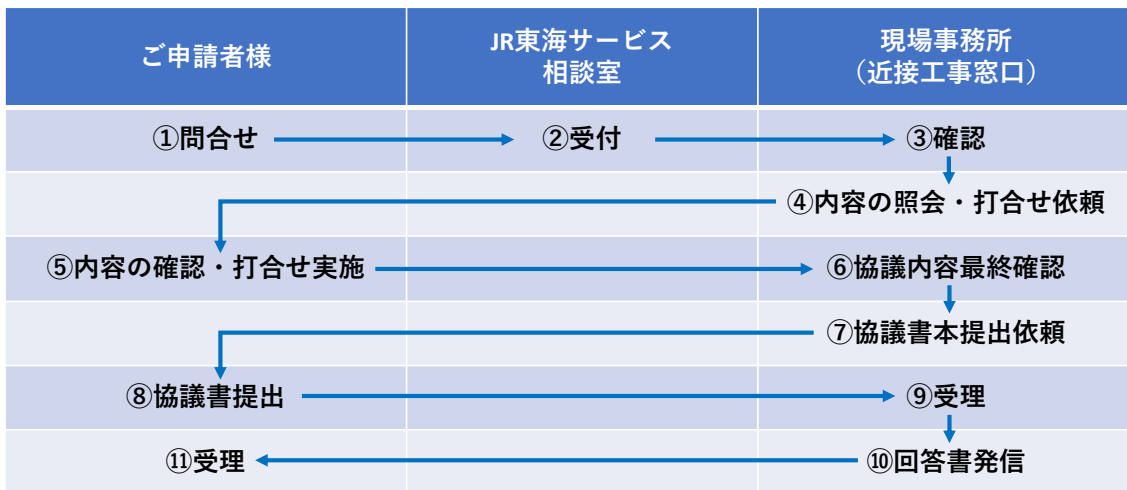 ご申請者様
JR東海サービス
相談室
現場事務所
（近接工事窓口）
①問合せ
②受付
③確認
④内容の照会・打合せ依頼
⑤内容の確認・打合せ実施
⑥協議内容最終確認
⑦協議書本提出依頼
⑧協議書提出
⑨受理
⑪受理
⑩回答書発信